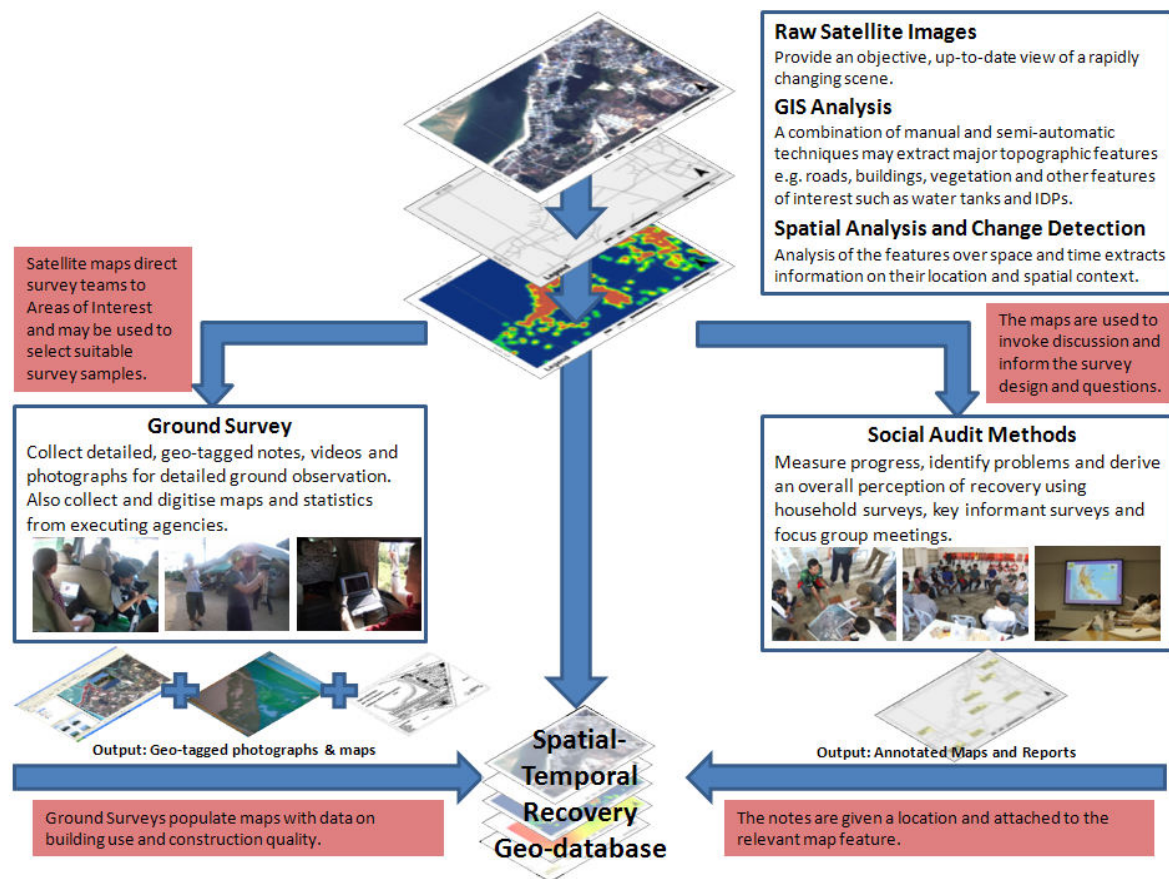 Raw Satellite Images
Provide an objective, up-to-date view of a rapidly
changing scene.
GIS Analysis
A combination of manual and semi-automatic
techniques may extract major topographic features
e.g. roads, buildings, vegetation and other features
of interest such as water tanks and IDPs.
Spatial Analysis and Change Detection
Analysis of the features over space and time extracts
information on their location and spatial context.
Legend
Legend
Satellite maps direct
survey teams to
Areas of Interest
and may be used to
select suitable
survey samples.
The maps are used to
invoke discussion and
inform the survey
design and questions.
Ground Survey
Collect detailed, geo-tagged notes, videos and
photographs for detailed ground observation.
Also collect and digitise maps and statistics
from executing agencies.
Social Audit Methods
Measure progress, identify problems and derive
an overall perception of recovery using
household surveys, key informant surveys and
focus group meetings.
Output: Geo-tagged photographs & maps
Output: Annotated Maps and Reports
Spatial-
Temporal
Recovery
Geo-database
Ground Surveys populate maps with data on
building use and construction quality.
The notes are given a location and attached to the
relevant map feature.